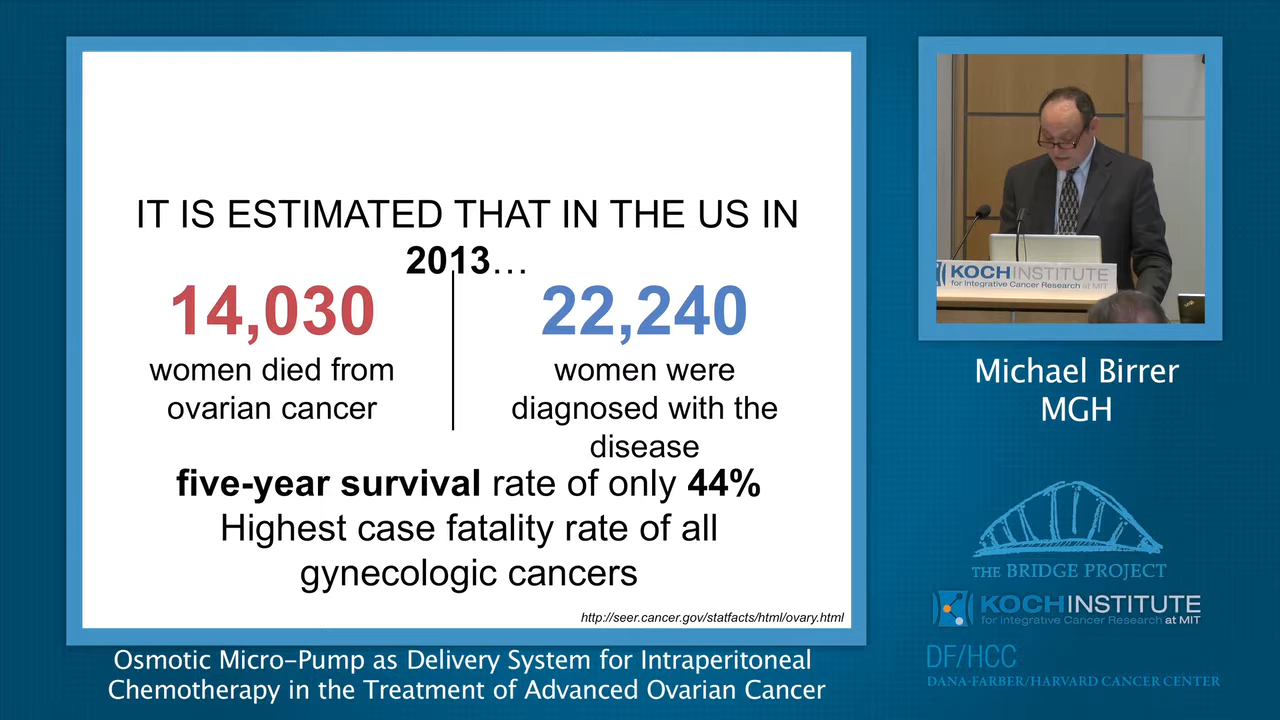 IT IS ESTIMATED THAT IN THE US IN
2013…
14,030
women died from
ovarian cancer
22,240
women were
diagnosed with the
disease
five-year survival rate of only 44%
Highest case fatality rate of all
gynecologic cancers
http://seer.cancer.gov/statfacts/html/ovary.html
Osmotic Micro-Pump as Delivery System for Intraperitoneal
Chemotherapy in the Treatment of Advanced Ovarian Cancer
KOCH INSTITUTE
for Integrative Cancer Research at MIT
Michael Birrer
MGH
THE BRIDGE PROJECT
KOCH INSTITUTE
for Integrative Cancer Research at MIT
DF/HCC
DANA-FARBER/HARVARD CANCER CENTER